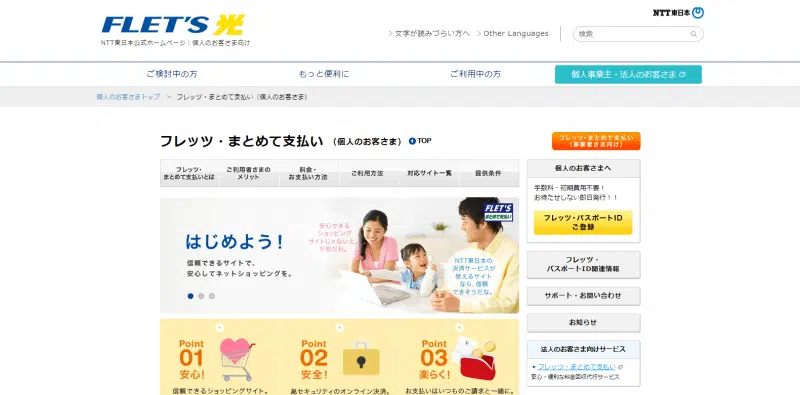 FLET'S 光
NTT東日本公式ホームページ｜個人のお客さま向け
NTT東日本
> 文字が読みづらい方へ > Other Languages
検索
ご検討中の方
もっと便利に
ご利用中の方
個人事業主・法人のお客さま
個人のお客さまトップ > フレッツ・まとめて支払い（個人のお客さま）
フレッツ・まとめて支払い （個人のお客さま） TOP
フレッツ・
まとめて支払いとは
ご利用者さまの
メリット
料金・
お支払い方法
ご利用方法
対応サイト一覧
提供条件
はじめよう！
信頼できるサイトで、
安心してネットショッピングを。
安心できる
ショッピング
サイトじゃないと、
不安だわ。
FLET'S
まとめて支払い
NTT東日本の
決済サービスが
使えるサイト
なら、信頼
できそうだな。
Point
01
安心！
信頼できるショッピングサイト。
Point
02
安全！
高セキュリティのオンライン決済。
Point
03
楽らく！
お支払いはいつものご請求と一緒に。
フレッツ・まとめて支払い
（事業者さま向け）
個人のお客さまへ
手数料・初期費用不要！
お待たせしない即日発行！！
フレッツ・パスポートID
ご登録
フレッツ・
パスポートID関連情報
サポート・お問い合わせ
お知らせ
法人のお客さま向けサービス
フレッツ・まとめて支払い
安心・便利な料金回収代行サービス